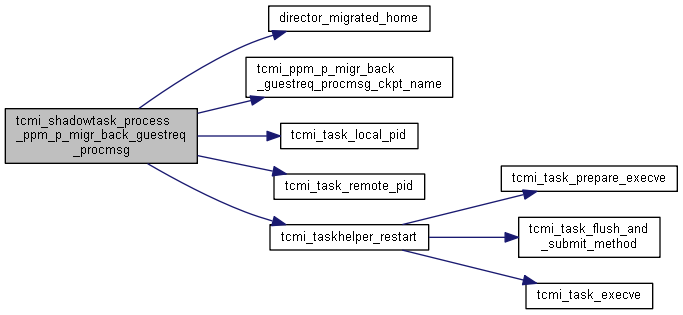 director_migrated_home
tcmi_ppm_p_migr_back
_guestreq_procmsg_ckpt_name
tcmi_shadowtask_process
_ppm_p_migr_back_guestreq
_procmsg
tcmi_task_local_pid
tcmi_task_remote_pid
tcmi_taskhelper_restart
tcmi_task_prepare_execve
tcmi_task_flush_and
_submit_method
tcmi_task_execve